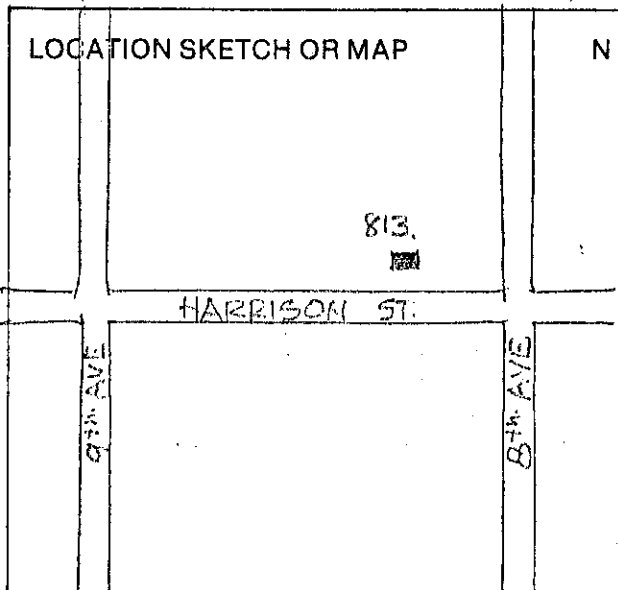 LOCATION SKETCH OR MAP N
813.
HARRISON ST.
9th AVE
8th AVE